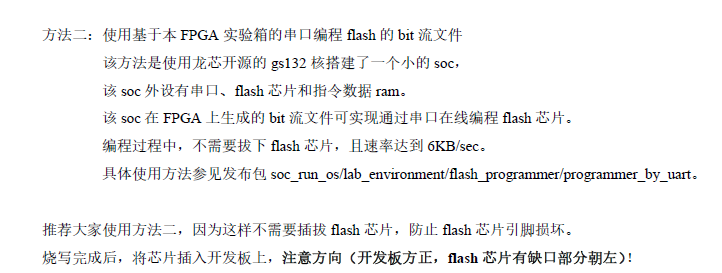 方法二：使用基于本 FPGA 实验箱的串口编程 flash 的 bit 流文件
该方法是使用龙芯开源的 gs132 核搭建了一个小的 soc，
该 soc 外设有串口、flash 芯片和指令数据 ram。
该 soc 在 FPGA 上生成的 bit 流文件可实现通过串口在线编程 flash 芯片。
编程过程中，不需要拔下 flash 芯片，且速率达到 6KB/sec。
具体使用方法参见发布包 soc_run_os/lab_environment/flash_programmer/programmer_by_uart。
推荐大家使用方法二，因为这样不需要插拔 flash 芯片，防止 flash 芯片引脚损坏。
烧写完成后，将芯片插入开发板上，注意方向（开发板方正，flash 芯片有缺口部分朝左）！